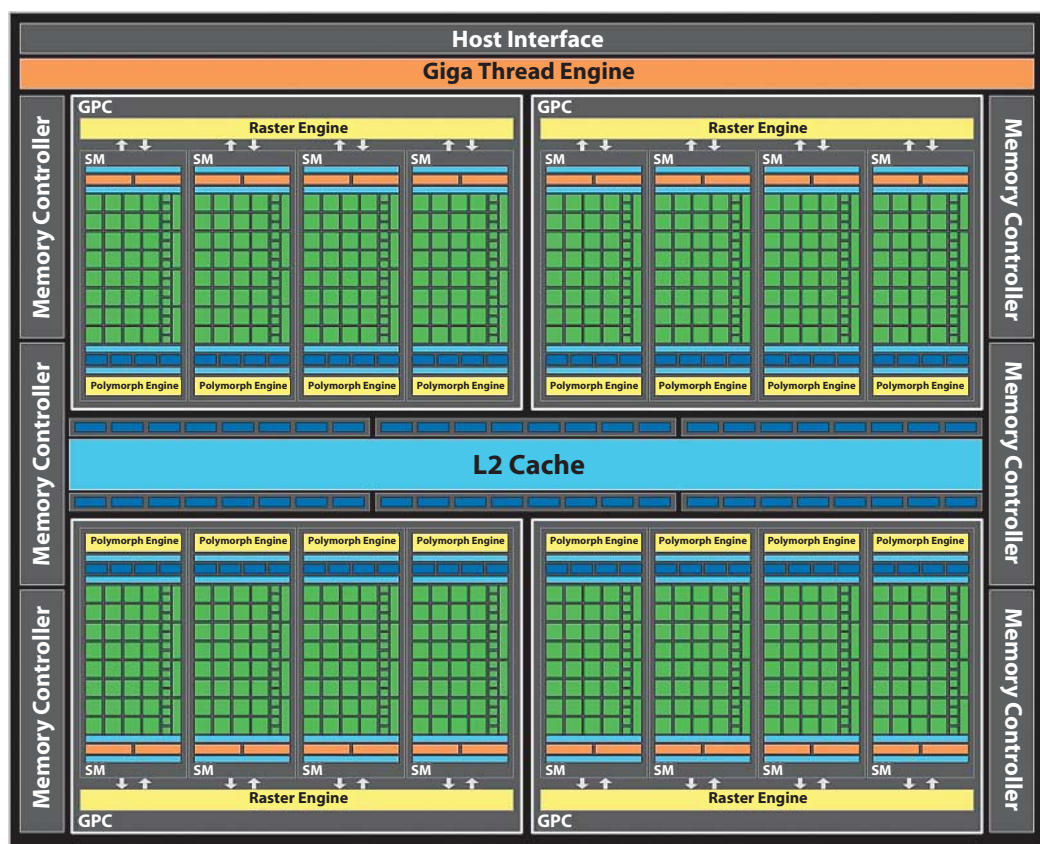 Host Interface
Giga Thread Engine
Memory Controller
Memory Controller
Memory Controller
GPC
Raster Engine
SM SM SM SM
Polymorph Engine Polymorph Engine Polymorph Engine Polymorph Engine
GPC
Raster Engine
SM SM SM SM
Polymorph Engine Polymorph Engine Polymorph Engine Polymorph Engine
L2 Cache
Polymorph Engine Polymorph Engine Polymorph Engine Polymorph Engine
SM SM SM SM
Raster Engine
GPC
Polymorph Engine Polymorph Engine Polymorph Engine Polymorph Engine
SM SM SM SM
Raster Engine
GPC
Memory Controller
Memory Controller
Memory Controller